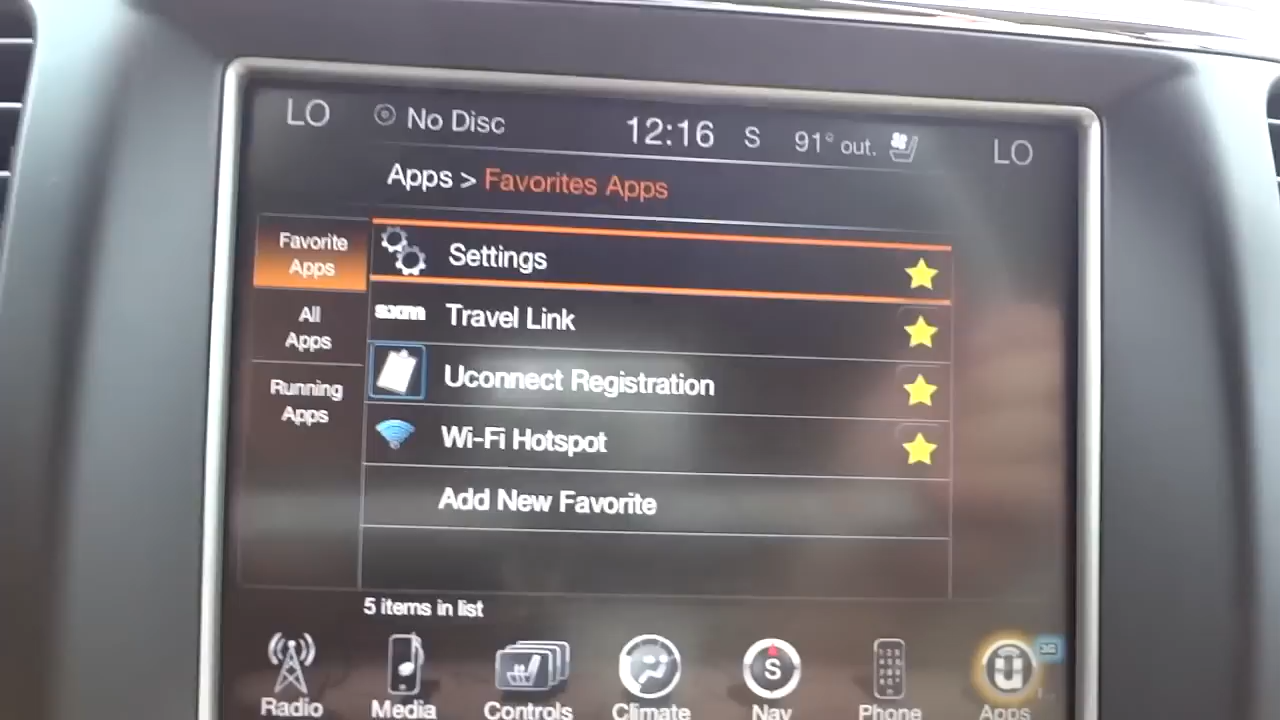 LO No Disc 12:16 S 91° out. LO
Apps > Favorites Apps
Favorite
Apps
Settings
All
Apps
sxm Travel Link
Running
Apps
Uconnect Registration
Wi-Fi Hotspot
Add New Favorite
5 items in list
S
3G
Radio Media Controls Climate Nav Phone Apps